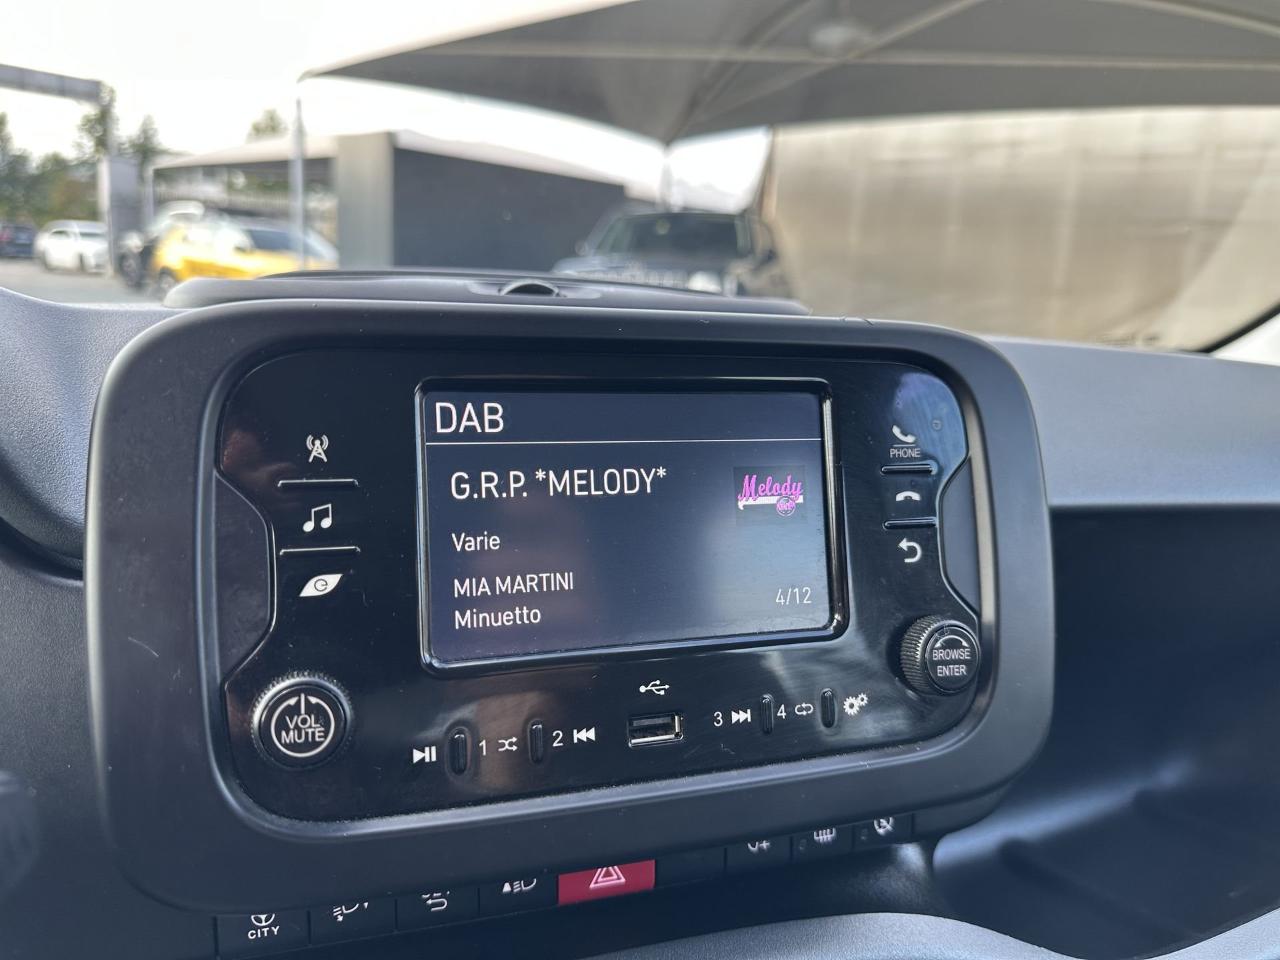 DAB
G.R.P. *MELODY*
Melody
Varie
MIA MARTINI
Minuetto
4/12
PHONE
BROWSE
ENTER
VOL
MUTE
1
2
3
4
CITY